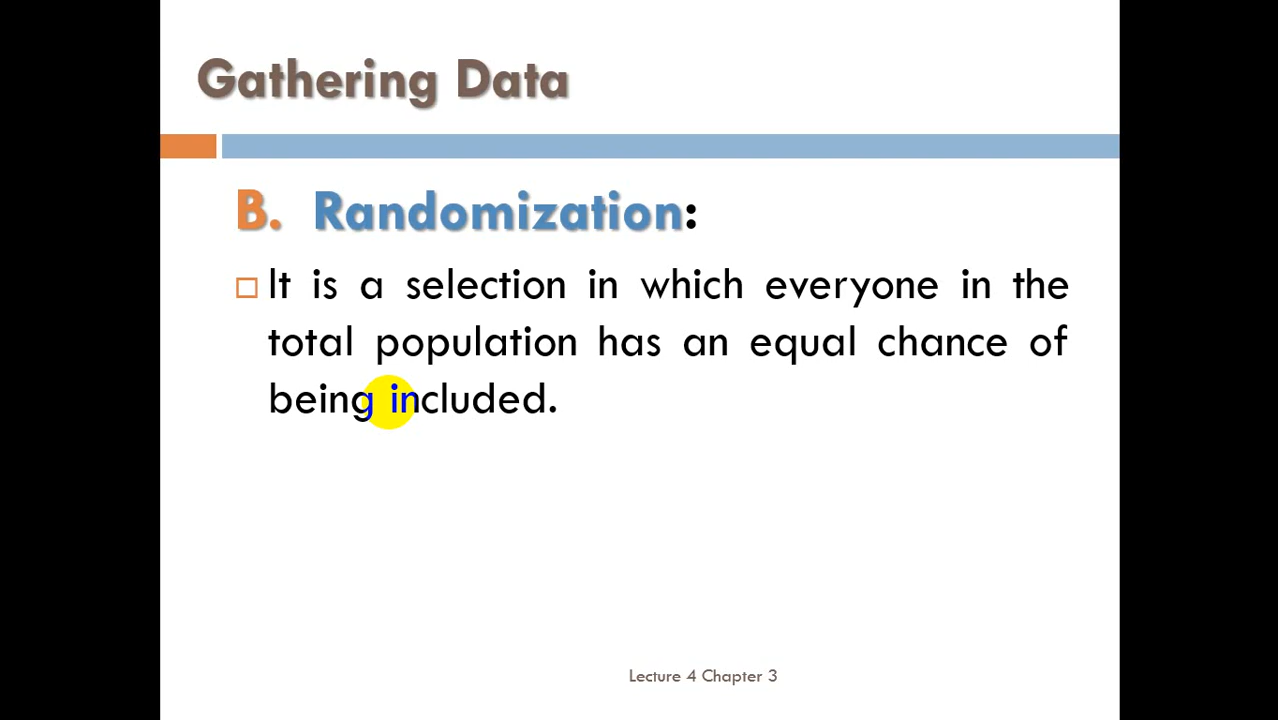 Gathering Data
B. Randomization:
It is a selection in which everyone in the
total population has an equal chance of
being included.
Lecture 4 Chapter 3